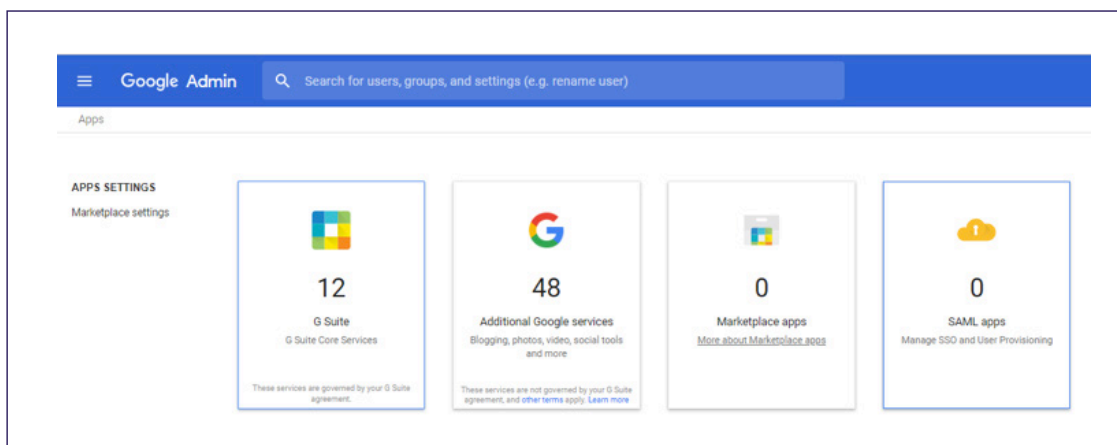 Google Admin
Search for users, groups, and settings (e.g. rename user)
Apps
APPS SETTINGS
Marketplace settings
12
G Suite
G Suite Core Services
These services are governed by your G Suite
agreement.
48
Additional Google services
Blogging, photos, video, social tools
and more
These services are not governed by your G Suite
agreement, and other terms apply. Learn more
0
Marketplace apps
More about Marketplace apps
0
SAML apps
Manage SSO and User Provisioning